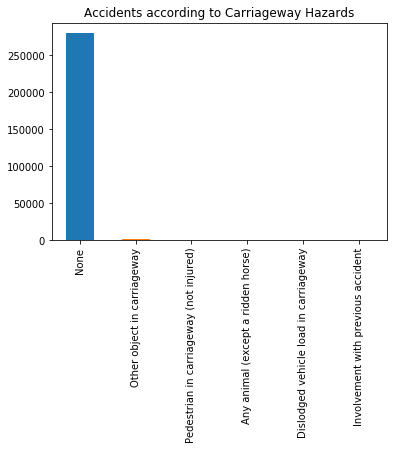 Accidents according to Carriageway Hazards
250000
200000
150000
100000
50000
0
None
Other object in carriageway
Pedestrian in carriageway (not injured)
Any animal (except a ridden horse)
Dislodged vehicle load in carriageway
Involvement with previous accident